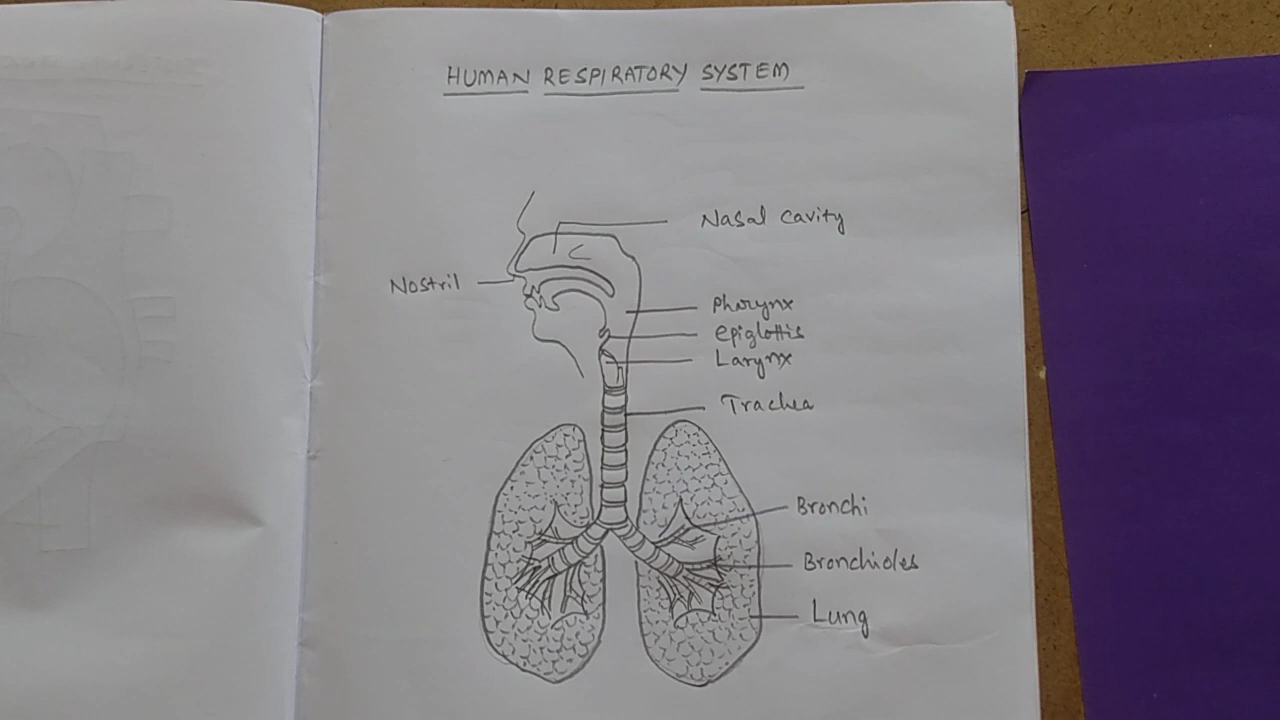 HUMAN RESPIRATORY SYSTEM
Nasal cavity
Nostril
Pharynx
epiglottis
Larynx
Trachea
Bronchi
Bronchioles
Lung